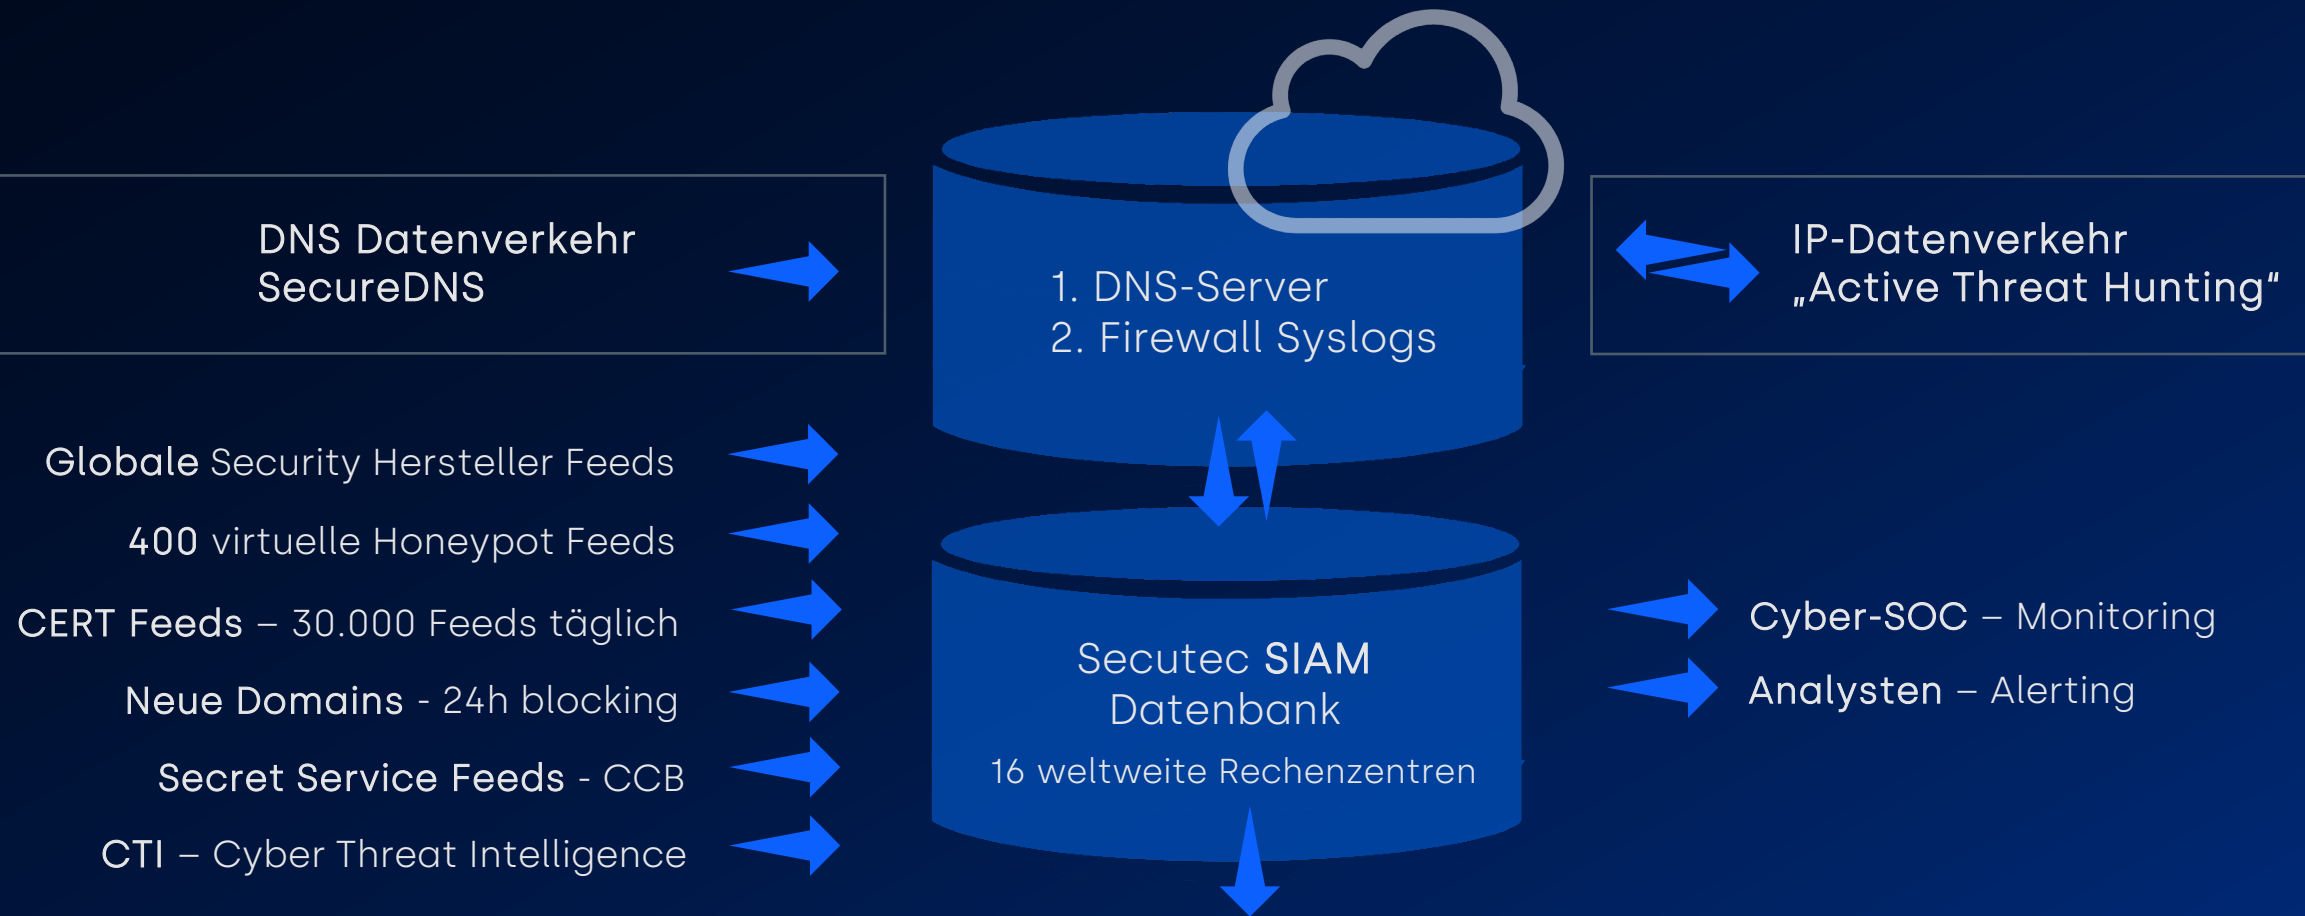 DNS Datenverkehr
SecureDNS
1. DNS-Server
2. Firewall Syslogs
IP-Datenverkehr
„Active Threat Hunting“
Globale Security Hersteller Feeds
400 virtuelle Honeypot Feeds
CERT Feeds – 30.000 Feeds täglich
Neue Domains - 24h blocking
Secret Service Feeds - CCB
CTI – Cyber Threat Intelligence
Secutec SIAM
Datenbank
16 weltweite Rechenzentren
Cyber-SOC – Monitoring
Analysten – Alerting